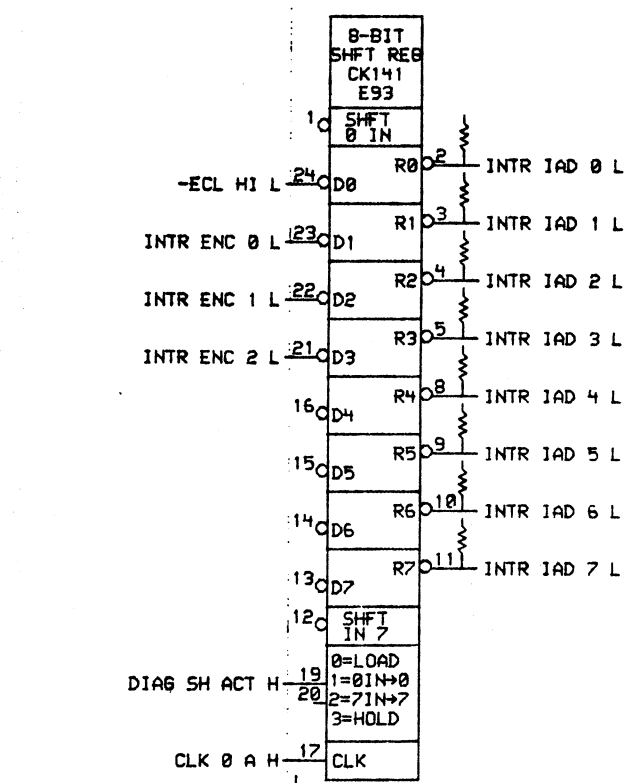 8-BIT
SHFT REG
CK141
E93
1 SHFT
0 IN
R0 2 INTR IAD 0 L
-ECL HI L 24 D0
R1 3 INTR IAD 1 L
INTR ENC 0 L 23 D1
R2 4 INTR IAD 2 L
INTR ENC 1 L 22 D2
R3 5 INTR IAD 3 L
INTR ENC 2 L 21 D3
R4 8 INTR IAD 4 L
16 D4
R5 9 INTR IAD 5 L
15 D5
R6 10 INTR IAD 6 L
14 D6
R7 11 INTR IAD 7 L
13 D7
12 SHFT
IN 7
0=LOAD
DIAG SH ACT H 19 1=0IN→0
20 2=7IN→7
3=HOLD
CLK 0 A H 17 CLK